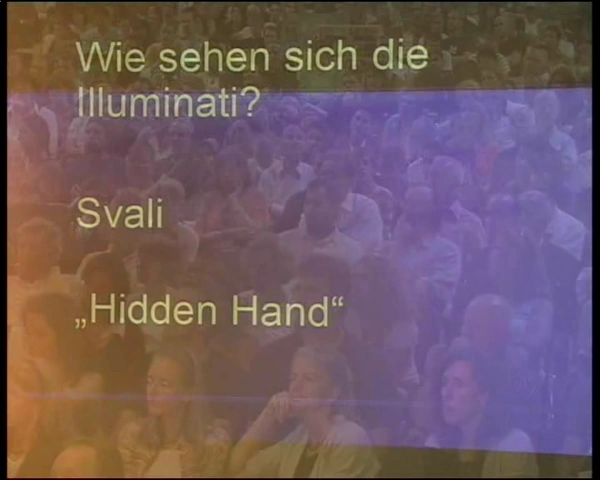 Wie sehen sich die
Illuminati?
Svali
„Hidden Hand“